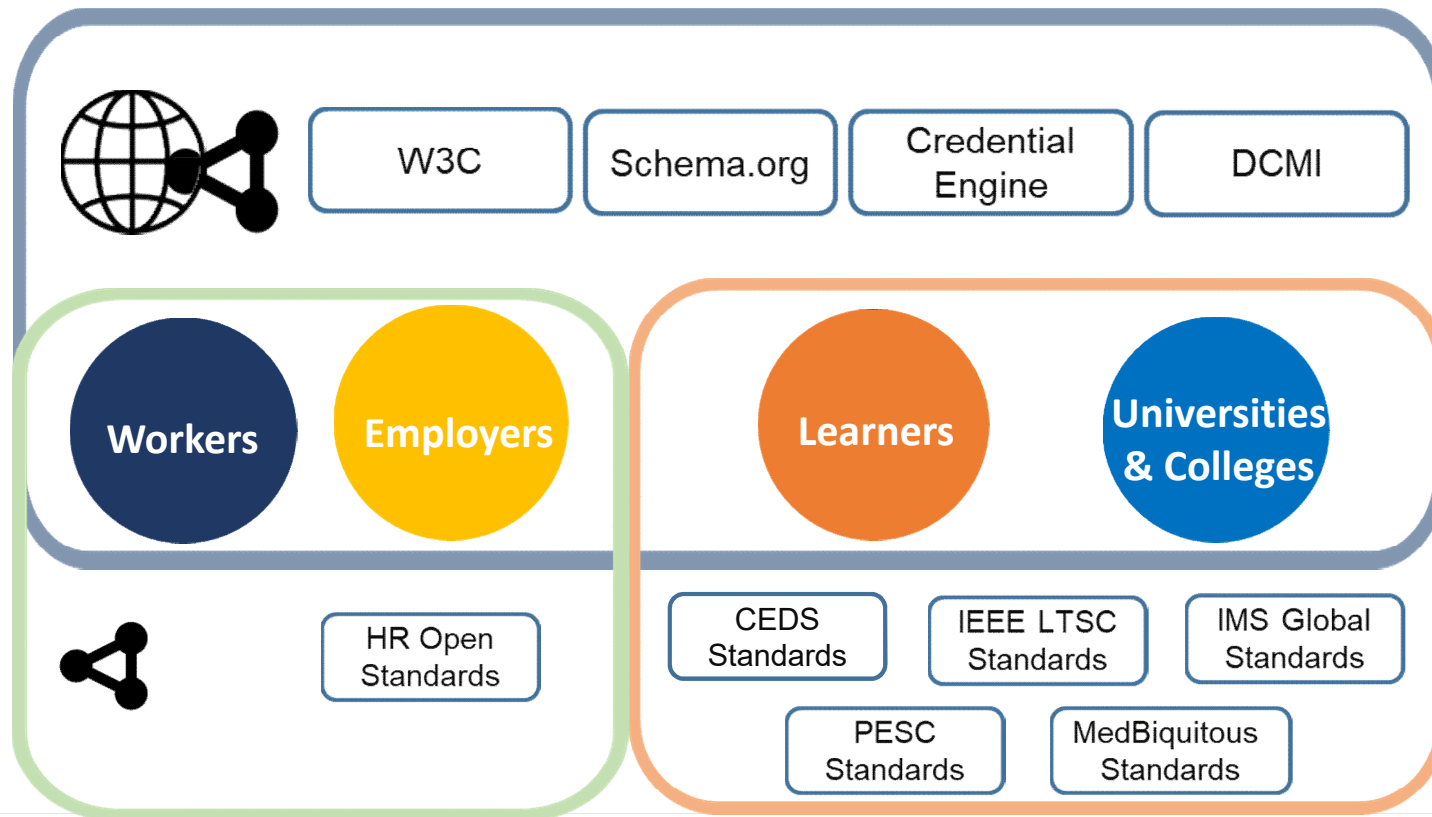 W3C
Schema.org
Credential
Engine
DCMI
Workers
Employers
Learners
Universities
& Colleges
HR Open
Standards
CEDS
Standards
IEEE LTSC
Standards
IMS Global
Standards
PESC
Standards
MedBiquitous
Standards